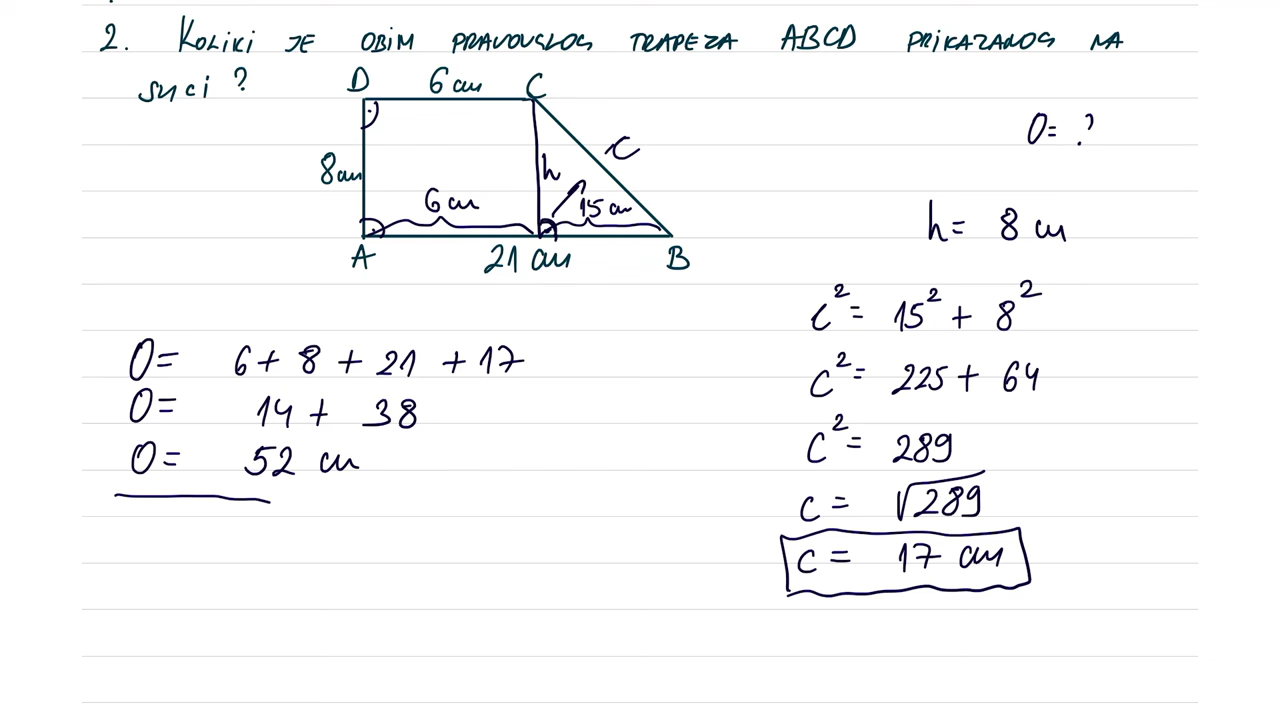 2. KOLIKI JE OBIM PRAVOUGLOG TRAPEZA ABCD PRIKAZANOG NA
SLICI ?
D 6 cm C
O= ?
8 cm
h
C
6 cm
15 cm
h= 8 cm
A 21 cm B
c² = 15² + 8²
O= 6 + 8 + 21 + 17
c² = 225 + 64
O= 14 + 38
c² = 289
O= 52 cm
c = √289
c = 17 cm